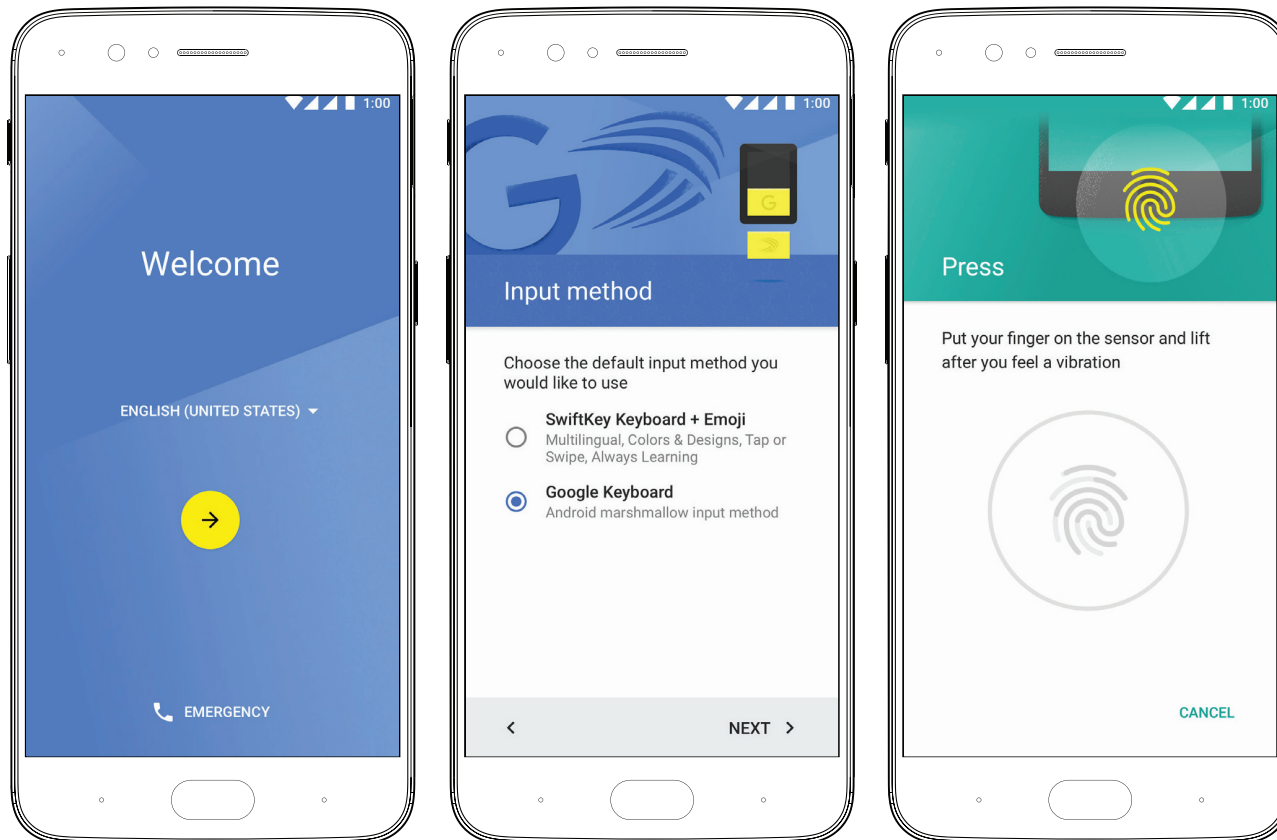 1:00
Welcome
ENGLISH (UNITED STATES)
EMERGENCY
1:00
G
G
Input method
Choose the default input method you
would like to use
SwiftKey Keyboard + Emoji
Multilingual, Colors & Designs, Tap or
Swipe, Always Learning
Google Keyboard
Android marshmallow input method
NEXT
1:00
Press
Put your finger on the sensor and lift
after you feel a vibration
CANCEL